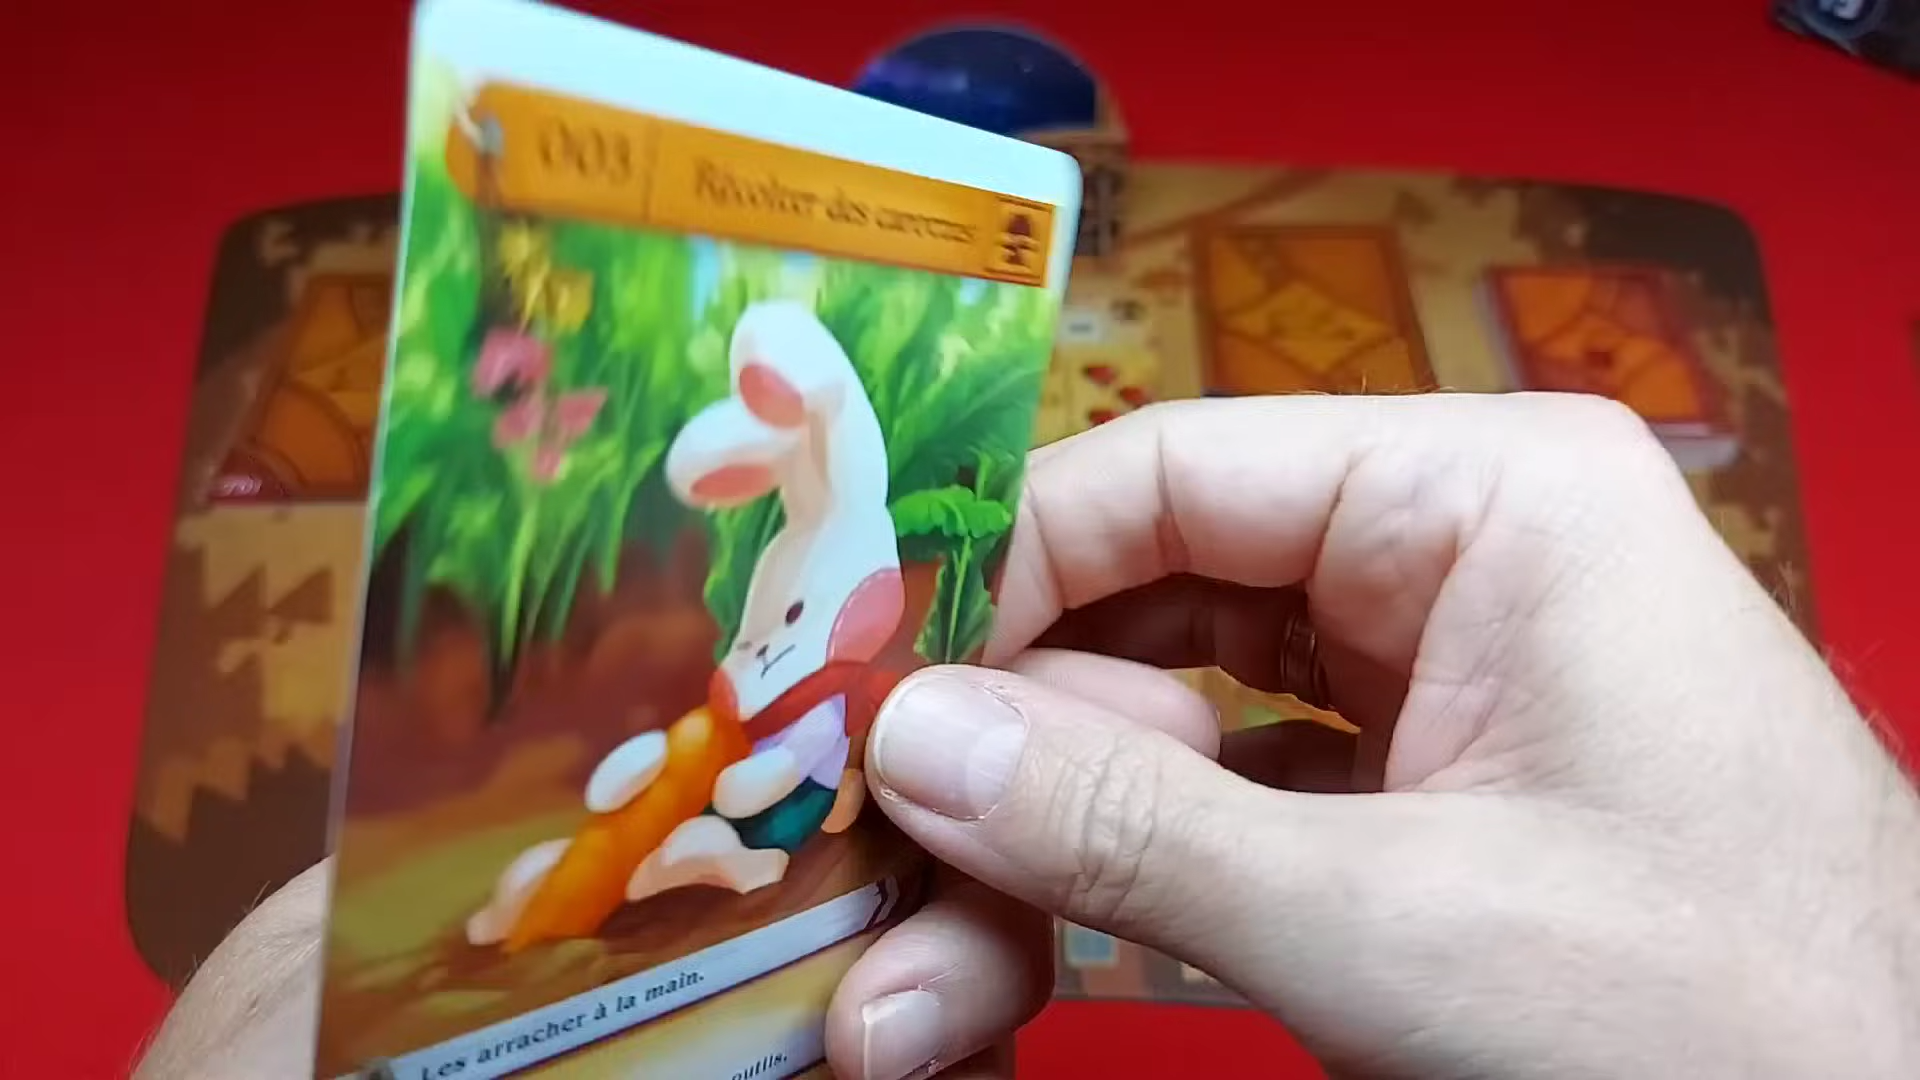 003 Récolter des carottes
Les arracher à la main.
outils.